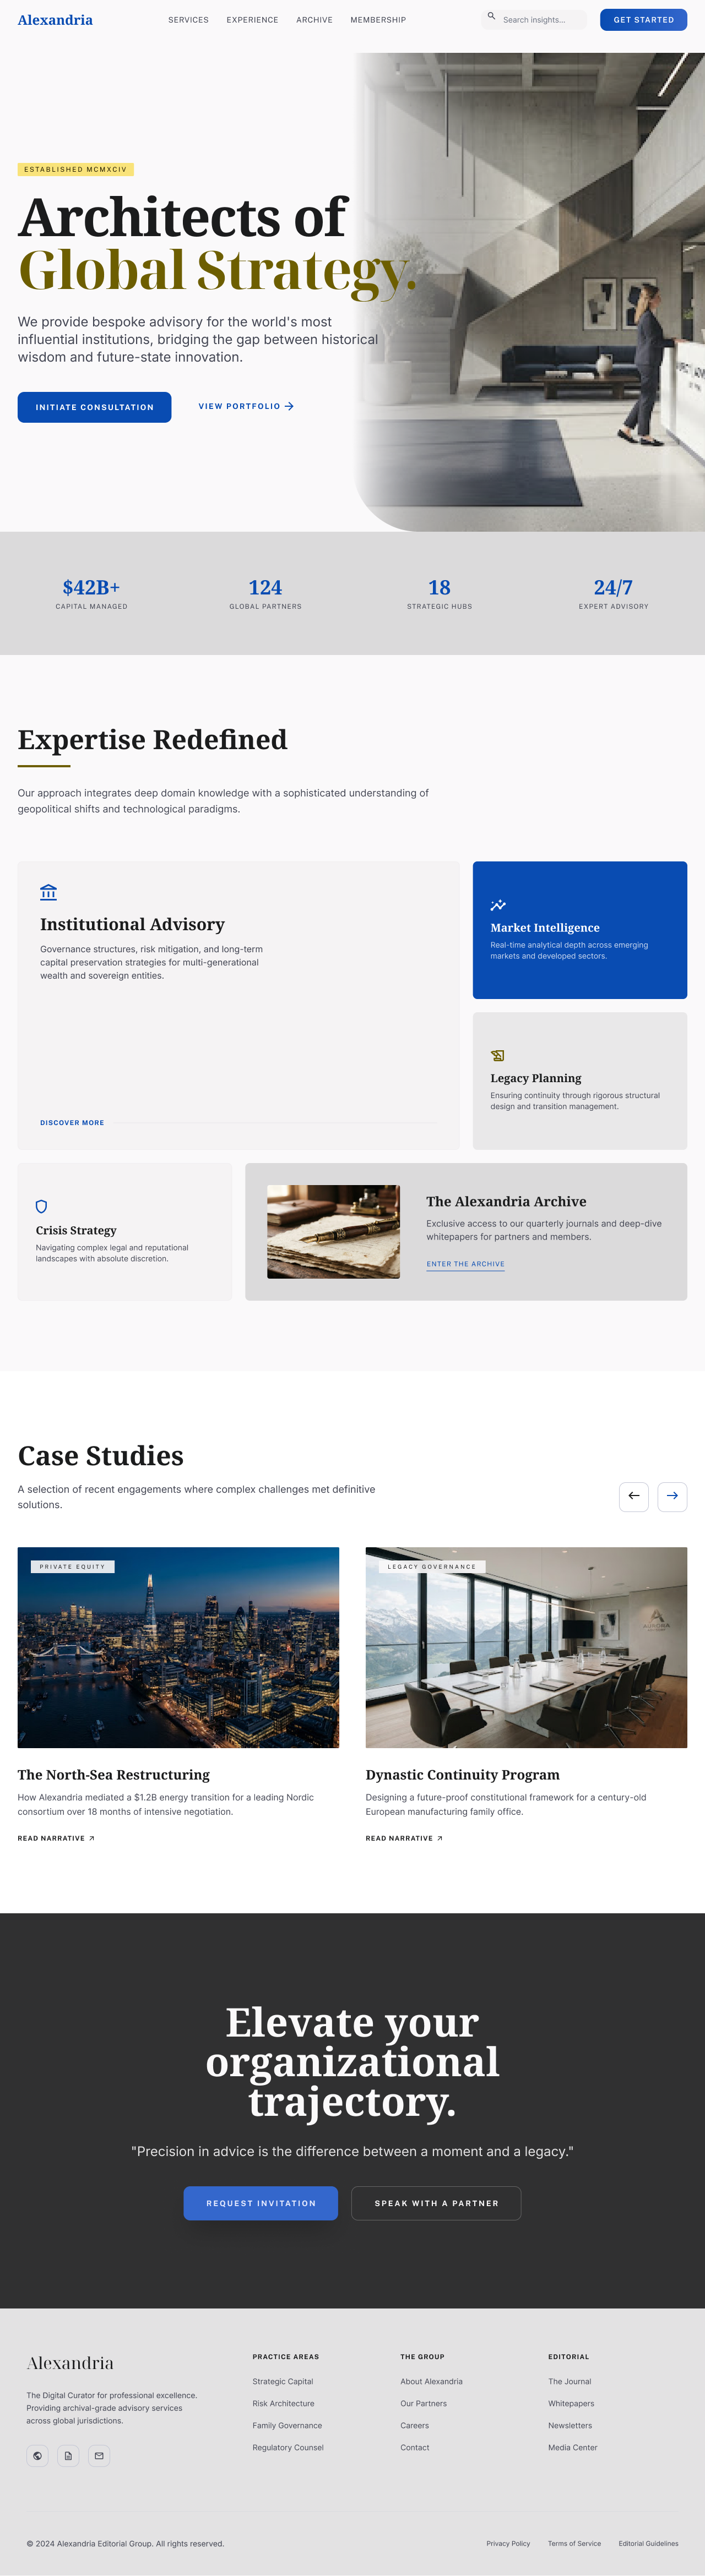 Alexandria
SERVICES
EXPERIENCE
ARCHIVE
MEMBERSHIP
Search insights...
GET STARTED
ESTABLISHED MCMXCIV
Architects of
Global Strategy.
We provide bespoke advisory for the world's most
influential institutions, bridging the gap between historical
wisdom and future-state innovation.
INITIATE CONSULTATION
VIEW PORTFOLIO
$42B+
CAPITAL MANAGED
124
GLOBAL PARTNERS
18
STRATEGIC HUBS
24/7
EXPERT ADVISORY
Expertise Redefined
Our approach integrates deep domain knowledge with a sophisticated understanding of
geopolitical shifts and technological paradigms.
Institutional Advisory
Governance structures, risk mitigation, and long-term
capital preservation strategies for multi-generational
wealth and sovereign entities.
DISCOVER MORE
Market Intelligence
Real-time analytical depth across emerging
markets and developed sectors.
Legacy Planning
Ensuring continuity through rigorous structural
design and transition management.
Crisis Strategy
Navigating complex legal and reputational
landscapes with absolute discretion.
The Alexandria Archive
Exclusive access to our quarterly journals and deep-dive
whitepapers for partners and members.
ENTER THE ARCHIVE
Case Studies
A selection of recent engagements where complex challenges met definitive
solutions.
PRIVATE EQUITY
The North-Sea Restructuring
How Alexandria mediated a $1.2B energy transition for a leading Nordic
consortium over 18 months of intensive negotiation.
READ NARRATIVE
LEGACY GOVERNANCE
AURORA
Dynastic Continuity Program
Designing a future-proof constitutional framework for a century-old
European manufacturing family office.
READ NARRATIVE
Elevate your
organizational
trajectory.
"Precision in advice is the difference between a moment and a legacy."
REQUEST INVITATION
SPEAK WITH A PARTNER
Alexandria
The Digital Curator for professional excellence.
Providing archival-grade advisory services
across global jurisdictions.
PRACTICE AREAS
Strategic Capital
Risk Architecture
Family Governance
Regulatory Counsel
THE GROUP
About Alexandria
Our Partners
Careers
Contact
EDITORIAL
The Journal
Whitepapers
Newsletters
Media Center
© 2024 Alexandria Editorial Group. All rights reserved.
Privacy Policy
Terms of Service
Editorial Guidelines